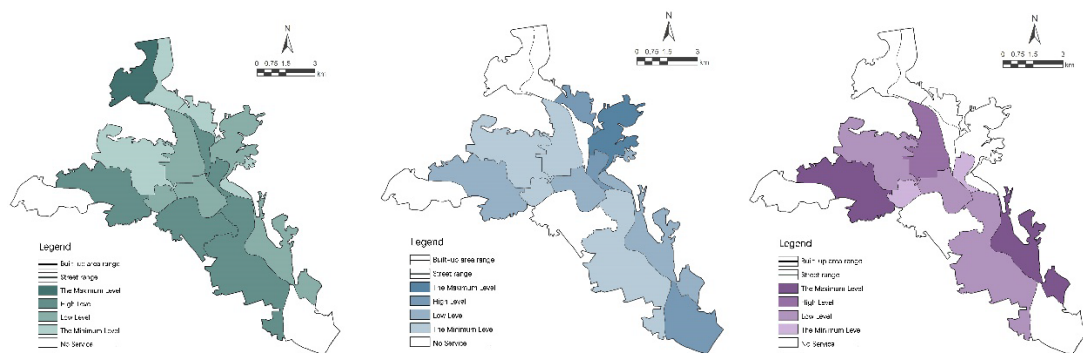 N
0 0.75 1.5 3
km
Legend
Built-up area range
Street range
The Maximum Level
High Level
Low Level
The Minimum Level
No Service
N
0 0.75 1.5 3
km
Legend
Built-up area range
Street range
The Maximum Level
High Level
Low Level
The Minimum Level
No Service
N
0 0.75 1.5 3
km
Legend
Built-up area range
Street range
The Maximum Level
High Level
Low Level
The Minimum Level
No Service